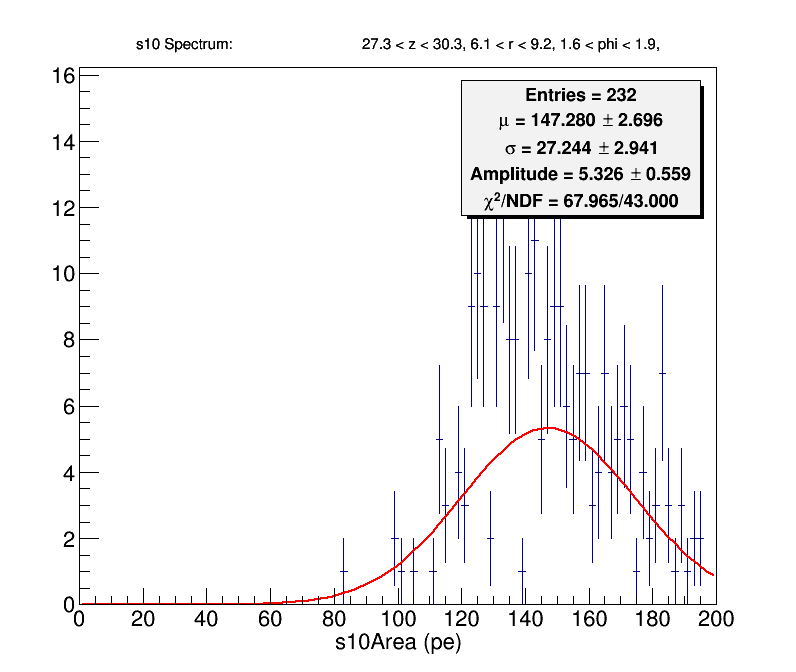 s10 Spectrum: 27.3 < z < 30.3, 6.1 < r < 9.2, 1.6 < phi < 1.9,
Entries = 232
μ = 147.280 ± 2.696
σ = 27.244 ± 2.941
Amplitude = 5.326 ± 0.559
χ²/NDF = 67.965/43.000
16
14
12
10
8
6
4
2
0
0 20 40 60 80 100 120 140 160 180 200
s10Area (pe)